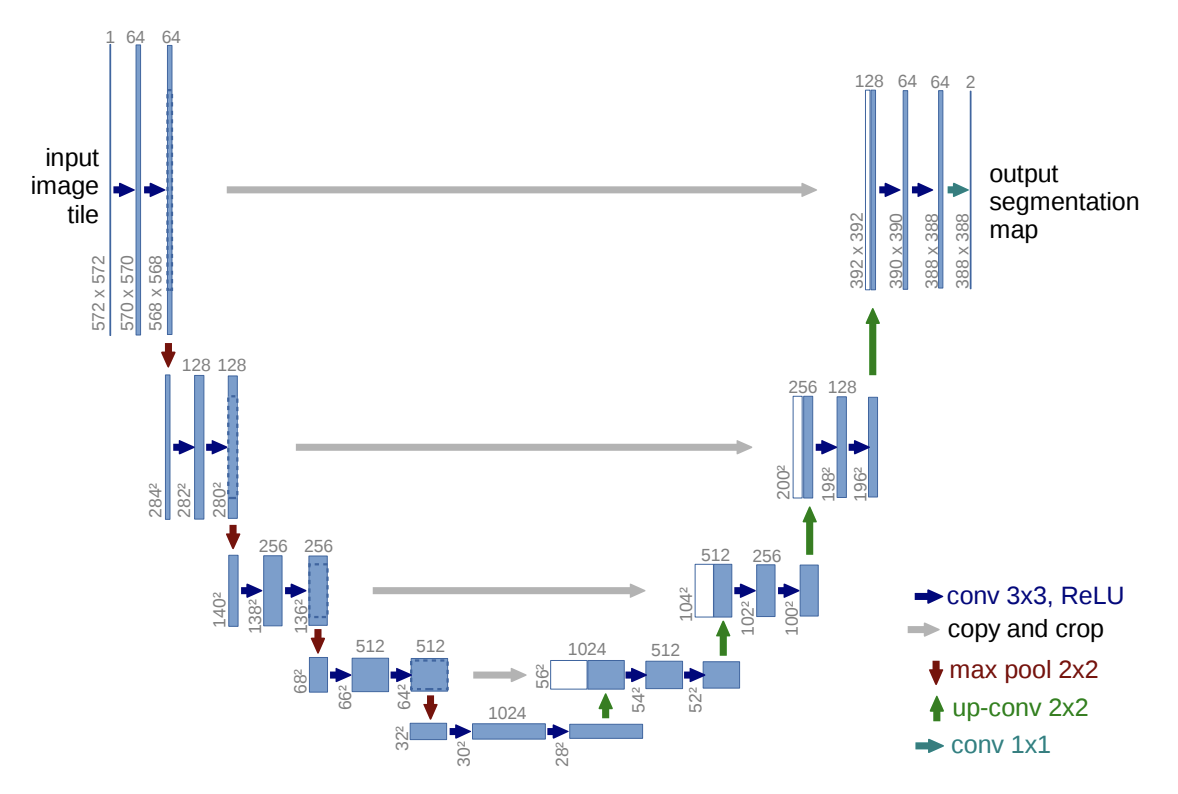 1 64 64
input
image
tile
572 x 572
570 x 570
568 x 568
128 64 64 2
output
segmentation
map
392 x 392
390 x 390
388 x 388
388 x 388
128 128
284²
282²
280²
256 128
200²
198²
196²
256 256
140²
138²
136²
512 256
104²
102²
100²
512 512
68²
66²
64²
1024 512
56²
54²
52²
1024
32²
30²
28²
conv 3x3, ReLU
copy and crop
max pool 2x2
up-conv 2x2
conv 1x1